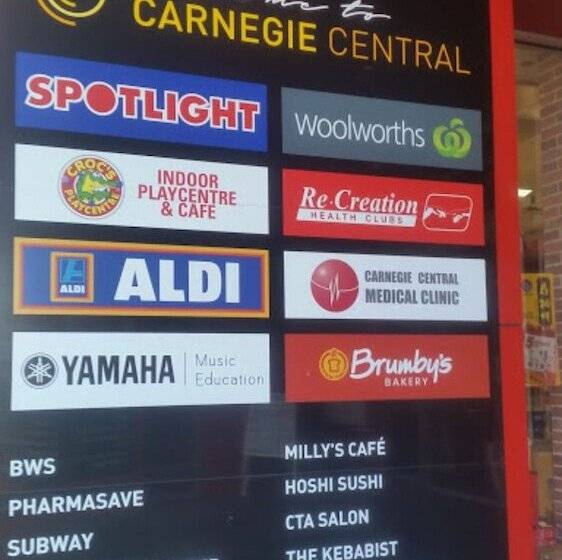 CARNEGIE CENTRAL
SPOTLIGHT
Woolworths
CROC'S
PLAYCENTRE
INDOOR
PLAYCENTRE
& CAFE
Re-Creation
HEALTH CLUBS
ALDI
ALDI
CARNEGIE CENTRAL
MEDICAL CLINIC
YAMAHA
Music
Education
Brumby's
BAKERY
BWS
PHARMASAVE
SUBWAY
MILLY'S CAFÉ
HOSHI SUSHI
CTA SALON
THE KEBABIST